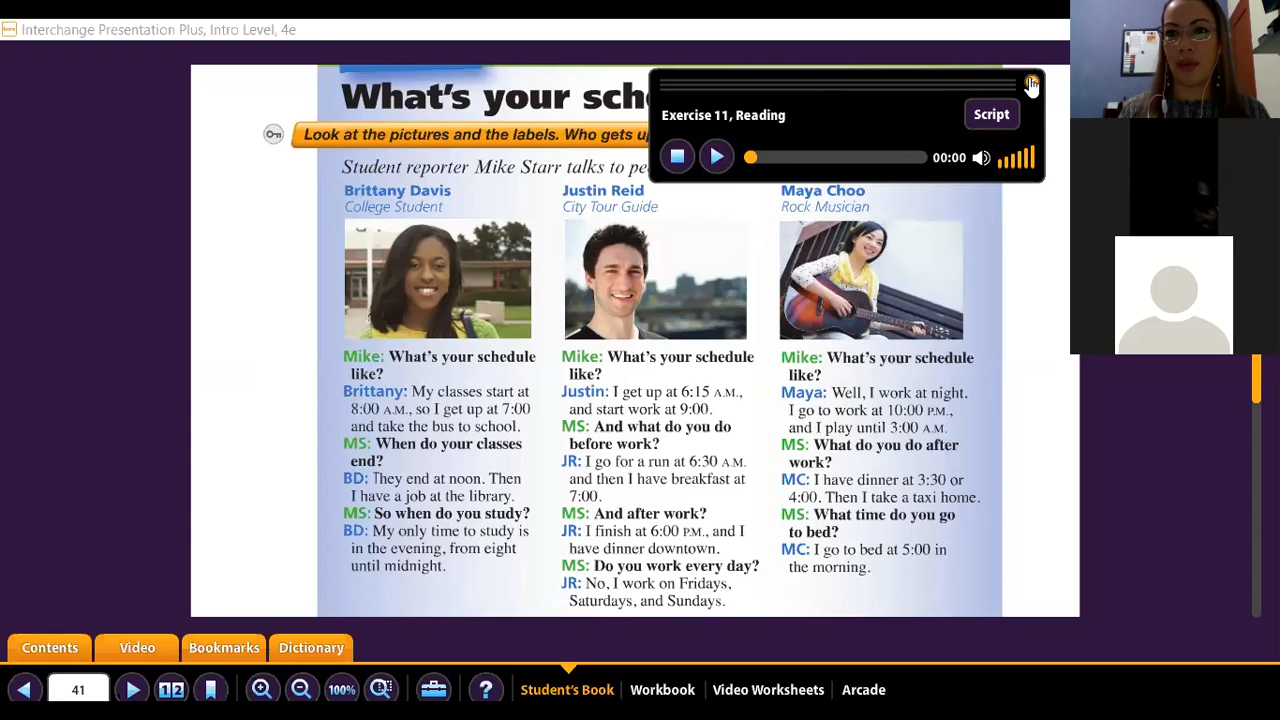 Interchange Presentation Plus, Intro Level, 4e
What's your sch
Look at the pictures and the labels. Who gets u
Student reporter Mike Starr talks to pe
Exercise 11, Reading
Script
00:00
Brittany Davis
College Student
Mike: What's your schedule
like?
Brittany: My classes start at
8:00 A.M., so I get up at 7:00
and take the bus to school.
MS: When do your classes
end?
BD: They end at noon. Then
I have a job at the library.
MS: So when do you study?
BD: My only time to study is
in the evening, from eight
until midnight.
Justin Reid
City Tour Guide
Mike: What's your schedule
like?
Justin: I get up at 6:15 A.M.,
and start work at 9:00.
MS: And what do you do
before work?
JR: I go for a run at 6:30 A.M.
and then I have breakfast at
7:00.
MS: And after work?
JR: I finish at 6:00 P.M., and I
have dinner downtown.
MS: Do you work every day?
JR: No, I work on Fridays,
Saturdays, and Sundays.
Maya Choo
Rock Musician
Mike: What's your schedule
like?
Maya: Well, I work at night.
I go to work at 10:00 P.M.,
and I play until 3:00 A.M.
MS: What do you do after
work?
MC: I have dinner at 3:30 or
4:00. Then I take a taxi home.
MS: What time do you go
to bed?
MC: I go to bed at 5:00 in
the morning.
Contents
Video
Bookmarks
Dictionary
41
1 2
100%
?
Student's Book
Workbook
Video Worksheets
Arcade